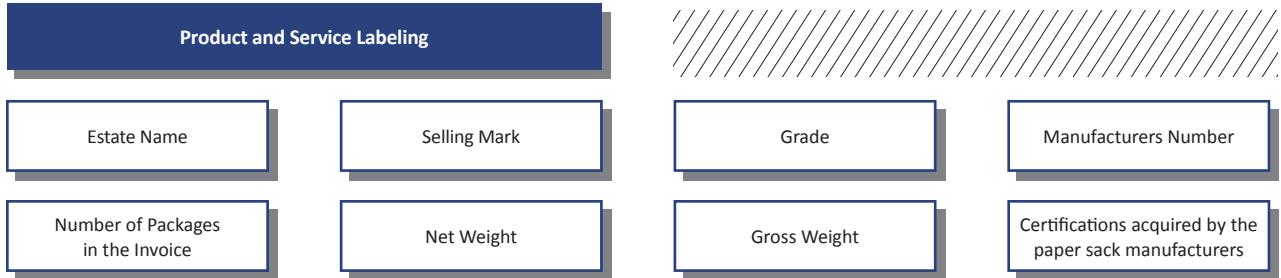 Product and Service Labeling
Estate Name
Selling Mark
Grade
Manufacturers Number
Number of Packages
in the Invoice
Net Weight
Gross Weight
Certifications acquired by the
paper sack manufacturers